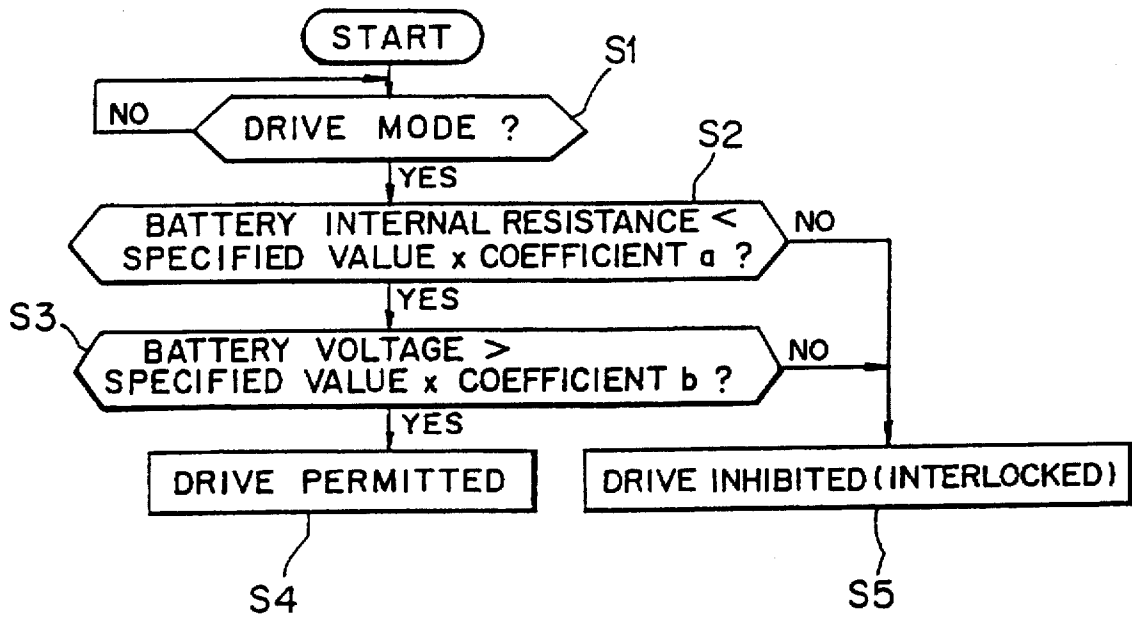 START
S1
NO
DRIVE MODE ?
S2
YES
BATTERY INTERNAL RESISTANCE <
SPECIFIED VALUE x COEFFICIENT a ?
NO
YES
S3
BATTERY VOLTAGE >
SPECIFIED VALUE x COEFFICIENT b ?
NO
YES
DRIVE PERMITTED
DRIVE INHIBITED (INTERLOCKED)
S4
S5